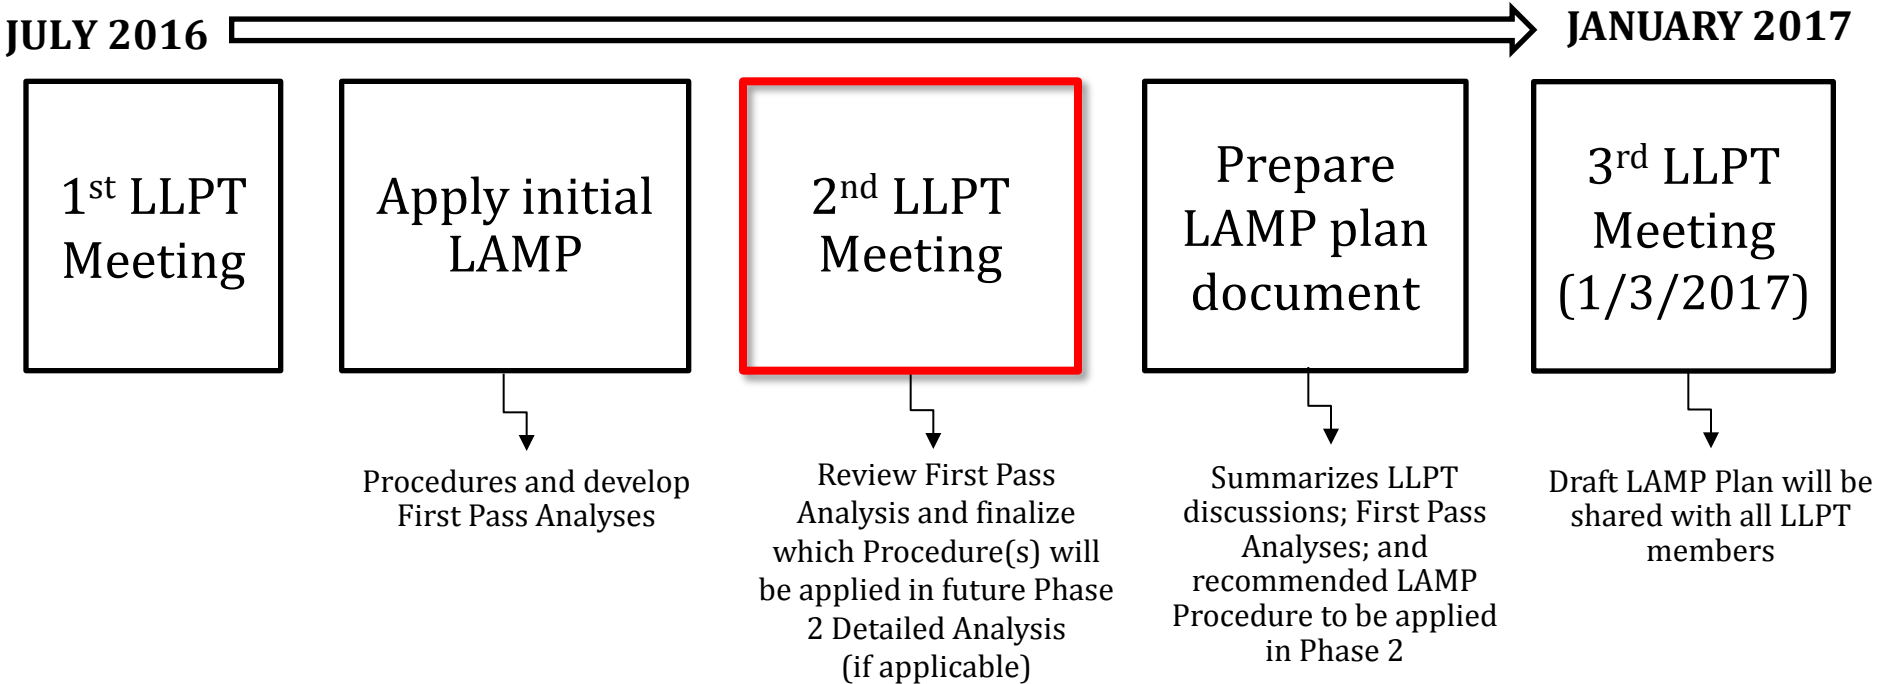 JULY 2016
JANUARY 2017
1st LLPT
Meeting
Apply initial
LAMP
2nd LLPT
Meeting
Prepare
LAMP plan
document
3rd LLPT
Meeting
(1/3/2017)
Procedures and develop
First Pass Analyses
Review First Pass
Analysis and finalize
which Procedure(s) will
be applied in future Phase
2 Detailed Analysis
(if applicable)
Summarizes LLPT
discussions; First Pass
Analyses; and
recommended LAMP
Procedure to be applied
in Phase 2
Draft LAMP Plan will be
shared with all LLPT
members